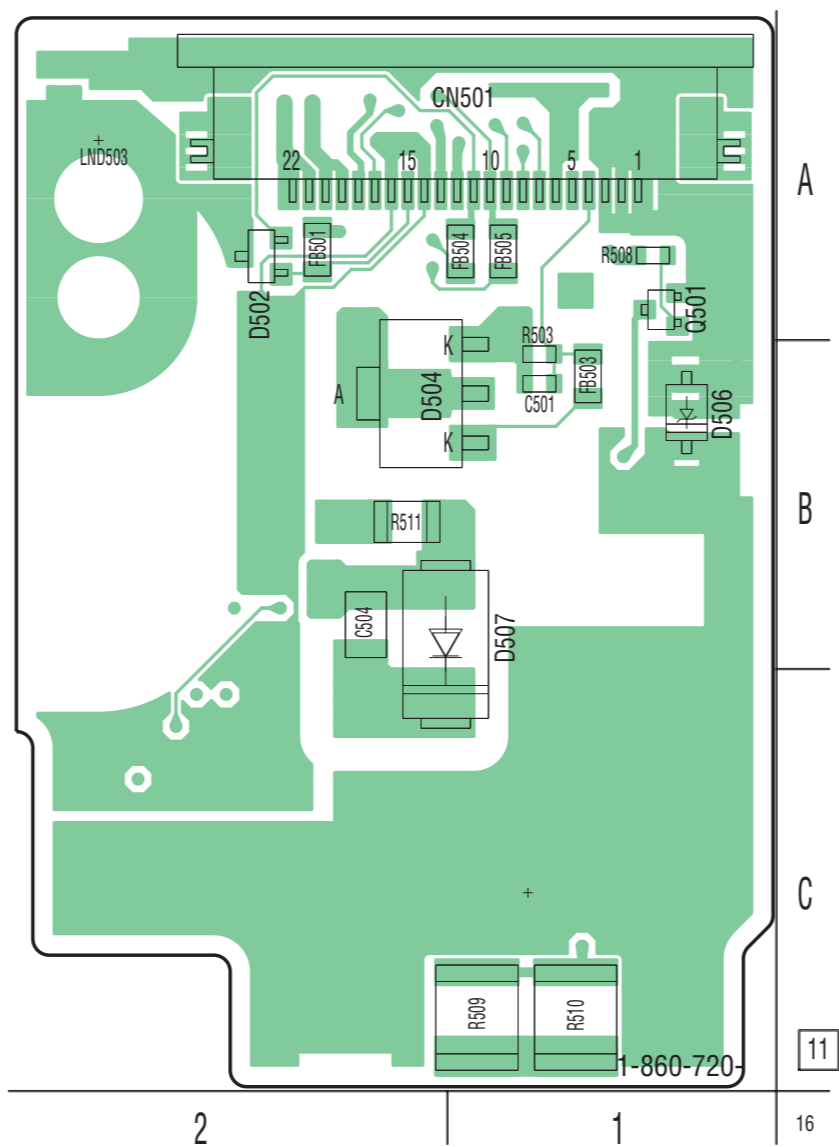 CN501
LND503
22
15
10
5
1
A
FB501
FB504
FB505
R508
D502
Q501
R503
K
FB503
A
D504
C501
D506
K
B
R511
C504
D507
C
R509
R510
1-860-720-
11
2
1
16